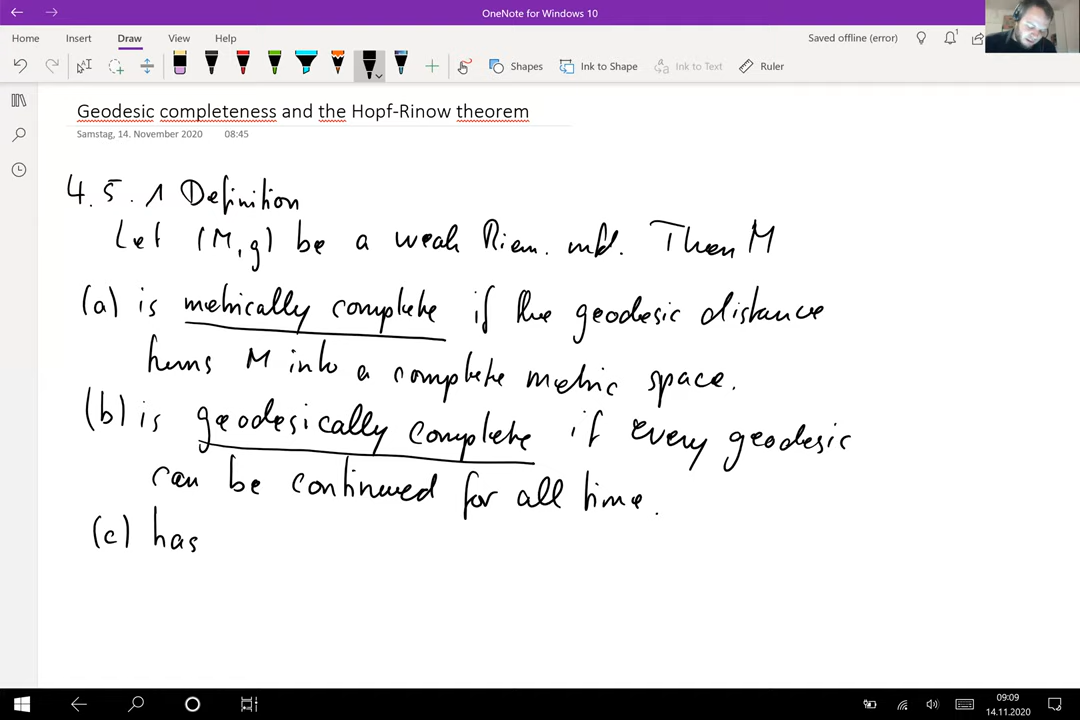 OneNote for Windows 10
Home Insert Draw View Help
Saved offline (error)
Shapes Ink to Shape Ink to Text Ruler
Geodesic completeness and the Hopf-Rinow theorem
Samstag, 14. November 2020 08:45
4.5.1 Definition
Let (M,g) be a weak Riem. mfd. Then M
(a) is metrically complete if the geodesic distance
turns M into a complete metric space.
(b) is geodesically complete if every geodesic
can be continued for all time.
(c) has
09:09
14.11.2020